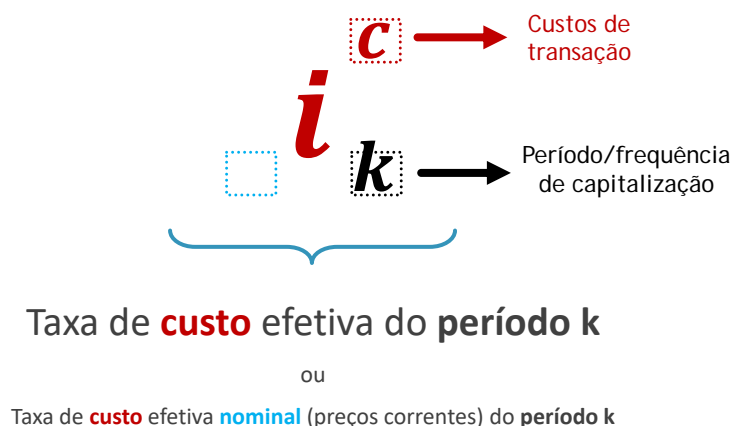 c
Custos de
transação
i
k
Período/frequência
de capitalização
Taxa de custo efetiva do período k
ou
Taxa de custo efetiva nominal (preços correntes) do período k